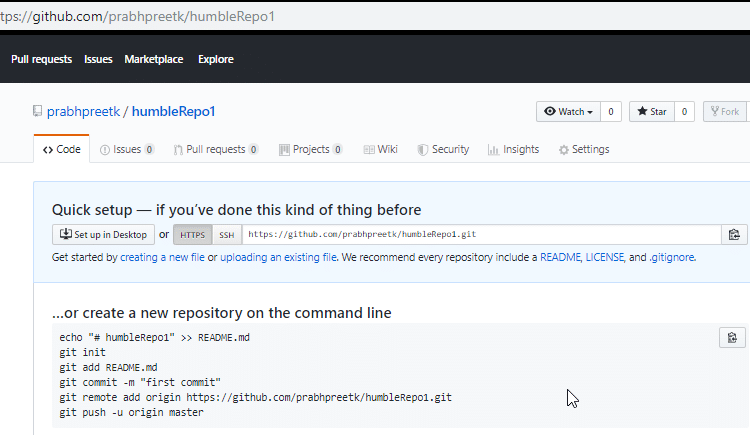 tps://github.com/prabhpreetk/humbleRepo1
Pull requests Issues Marketplace Explore
prabhpreetk / humbleRepo1
Watch 0 Star 0 Fork
Code Issues 0 Pull requests 0 Projects 0 Wiki Security Insights Settings
Quick setup — if you've done this kind of thing before
Set up in Desktop or HTTPS SSH https://github.com/prabhpreetk/humbleRepo1.git
Get started by creating a new file or uploading an existing file. We recommend every repository include a README, LICENSE, and .gitignore.
…or create a new repository on the command line
echo "# humbleRepo1" >> README.md
git init
git add README.md
git commit -m "first commit"
git remote add origin https://github.com/prabhpreetk/humbleRepo1.git
git push -u origin master